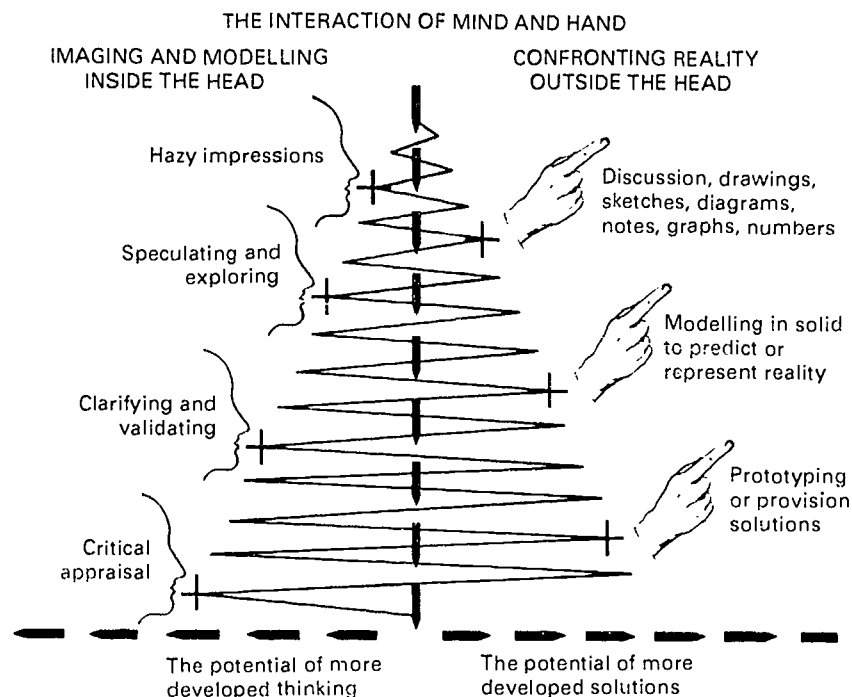 THE INTERACTION OF MIND AND HAND
IMAGING AND MODELLING
INSIDE THE HEAD
CONFRONTING REALITY
OUTSIDE THE HEAD
Hazy impressions
Discussion, drawings,
sketches, diagrams,
notes, graphs, numbers
Speculating and
exploring
Modelling in solid
to predict or
represent reality
Clarifying and
validating
Prototyping
or provision
solutions
Critical
appraisal
The potential of more
developed thinking
The potential of more
developed solutions